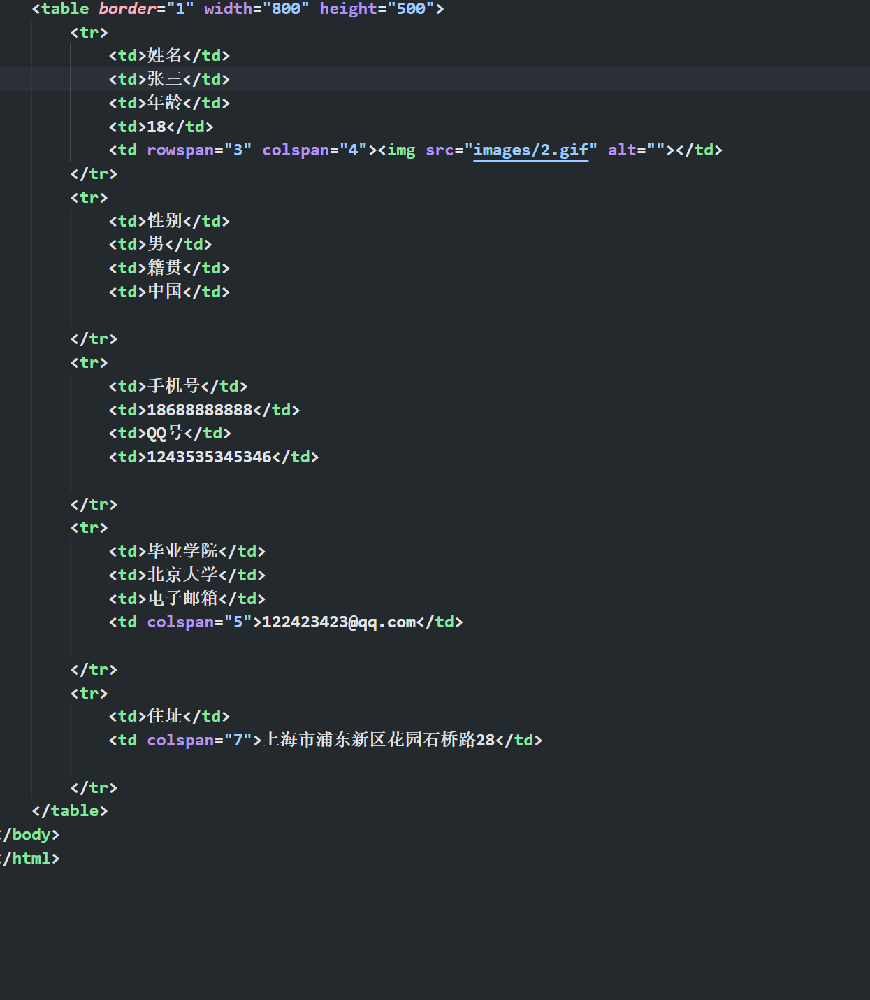 <table border="1" width="800" height="500">
<tr>
<td>姓名</td>
<td>张三</td>
<td>年龄</td>
<td>18</td>
<td rowspan="3" colspan="4"><img src="images/2.gif" alt=""></td>
</tr>
<tr>
<td>性别</td>
<td>男</td>
<td>籍贯</td>
<td>中国</td>
</tr>
<tr>
<td>手机号</td>
<td>18688888888</td>
<td>QQ号</td>
<td>1243535345346</td>
</tr>
<tr>
<td>毕业学院</td>
<td>北京大学</td>
<td>电子邮箱</td>
<td colspan="5">122423423@qq.com</td>
</tr>
<tr>
<td>住址</td>
<td colspan="7">上海市浦东新区花园石桥路28</td>
</tr>
</table>
</body>
</html>